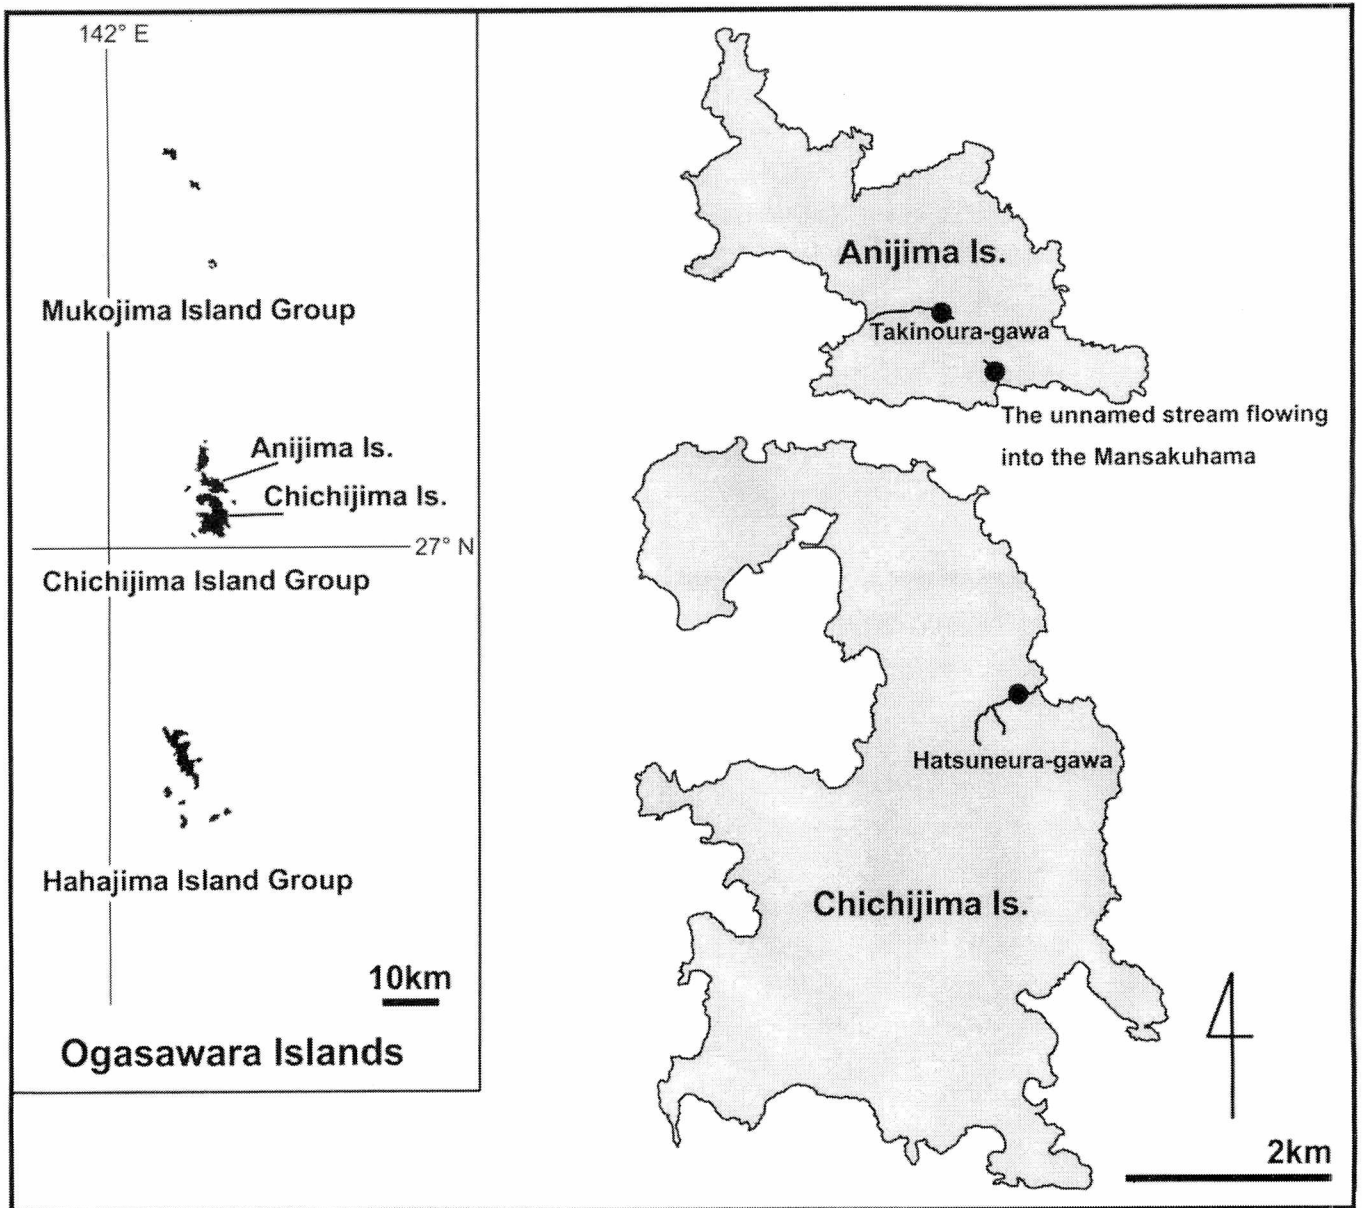 142° E
Mukojima Island Group
Anijima Is.
Chichijima Is.
27° N
Chichijima Island Group
Hahajima Island Group
10km
Ogasawara Islands
Anijima Is.
Takinoura-gawa
The unnamed stream flowing
into the Mansakuhama
Hatsuneura-gawa
Chichijima Is.
2km